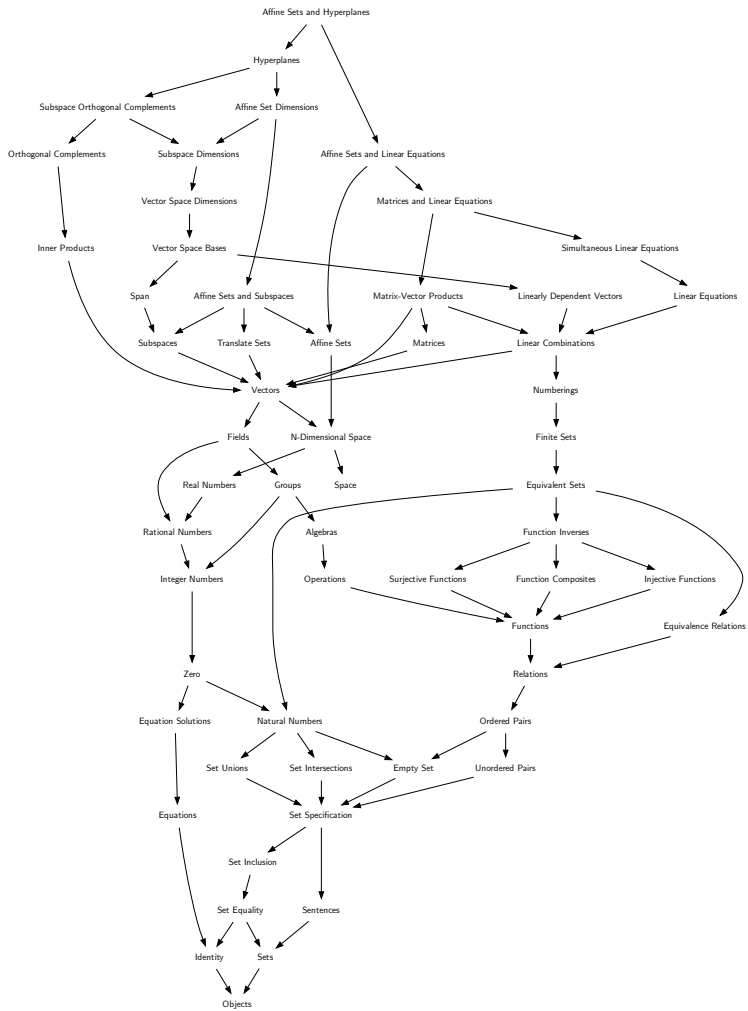 Affine Sets and Hyperplanes
Hyperplanes
Subspace Orthogonal Complements
Affine Set Dimensions
Orthogonal Complements
Subspace Dimensions
Affine Sets and Linear Equations
Vector Space Dimensions
Matrices and Linear Equations
Inner Products
Vector Space Bases
Simultaneous Linear Equations
Span
Affine Sets and Subspaces
Matrix-Vector Products
Linearly Dependent Vectors
Linear Equations
Subspaces
Translate Sets
Affine Sets
Matrices
Linear Combinations
Vectors
Numberings
Fields
N-Dimensional Space
Finite Sets
Real Numbers
Groups
Space
Equivalent Sets
Rational Numbers
Algebras
Function Inverses
Integer Numbers
Operations
Surjective Functions
Function Composites
Injective Functions
Functions
Equivalence Relations
Zero
Relations
Equation Solutions
Natural Numbers
Ordered Pairs
Set Unions
Set Intersections
Empty Set
Unordered Pairs
Equations
Set Specification
Set Inclusion
Set Equality
Sentences
Identity
Sets
Objects